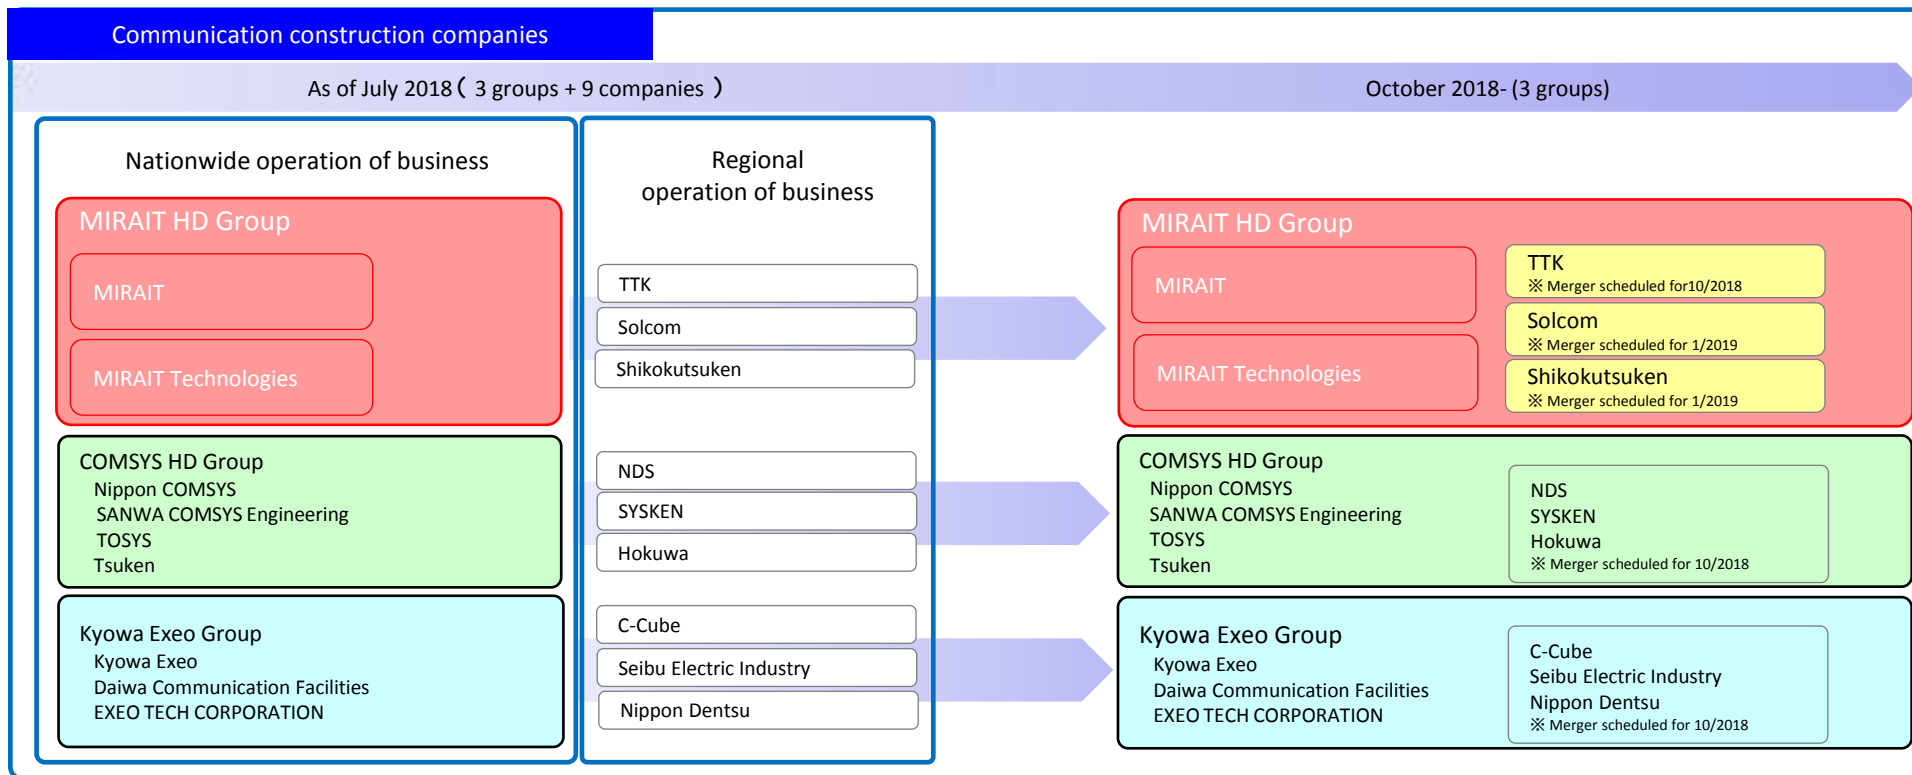 Communication construction companies
As of July 2018 ( 3 groups + 9 companies )
October 2018- (3 groups)
Nationwide operation of business
Regional
operation of business
MIRAIT HD Group
MIRAIT
MIRAIT Technologies
COMSYS HD Group
Nippon COMSYS
SANWA COMSYS Engineering
TOSYS
Tsuken
Kyowa Exeo Group
Kyowa Exeo
Daiwa Communication Facilities
EXEO TECH CORPORATION
TTK
Solcom
Shikokutsuken
NDS
SYSKEN
Hokuwa
C-Cube
Seibu Electric Industry
Nippon Dentsu
MIRAIT HD Group
MIRAIT
MIRAIT Technologies
TTK
※ Merger scheduled for10/2018
Solcom
※ Merger scheduled for 1/2019
Shikokutsuken
※ Merger scheduled for 1/2019
COMSYS HD Group
Nippon COMSYS
SANWA COMSYS Engineering
TOSYS
Tsuken
NDS
SYSKEN
Hokuwa
※ Merger scheduled for 10/2018
Kyowa Exeo Group
Kyowa Exeo
Daiwa Communication Facilities
EXEO TECH CORPORATION
C-Cube
Seibu Electric Industry
Nippon Dentsu
※ Merger scheduled for 10/2018